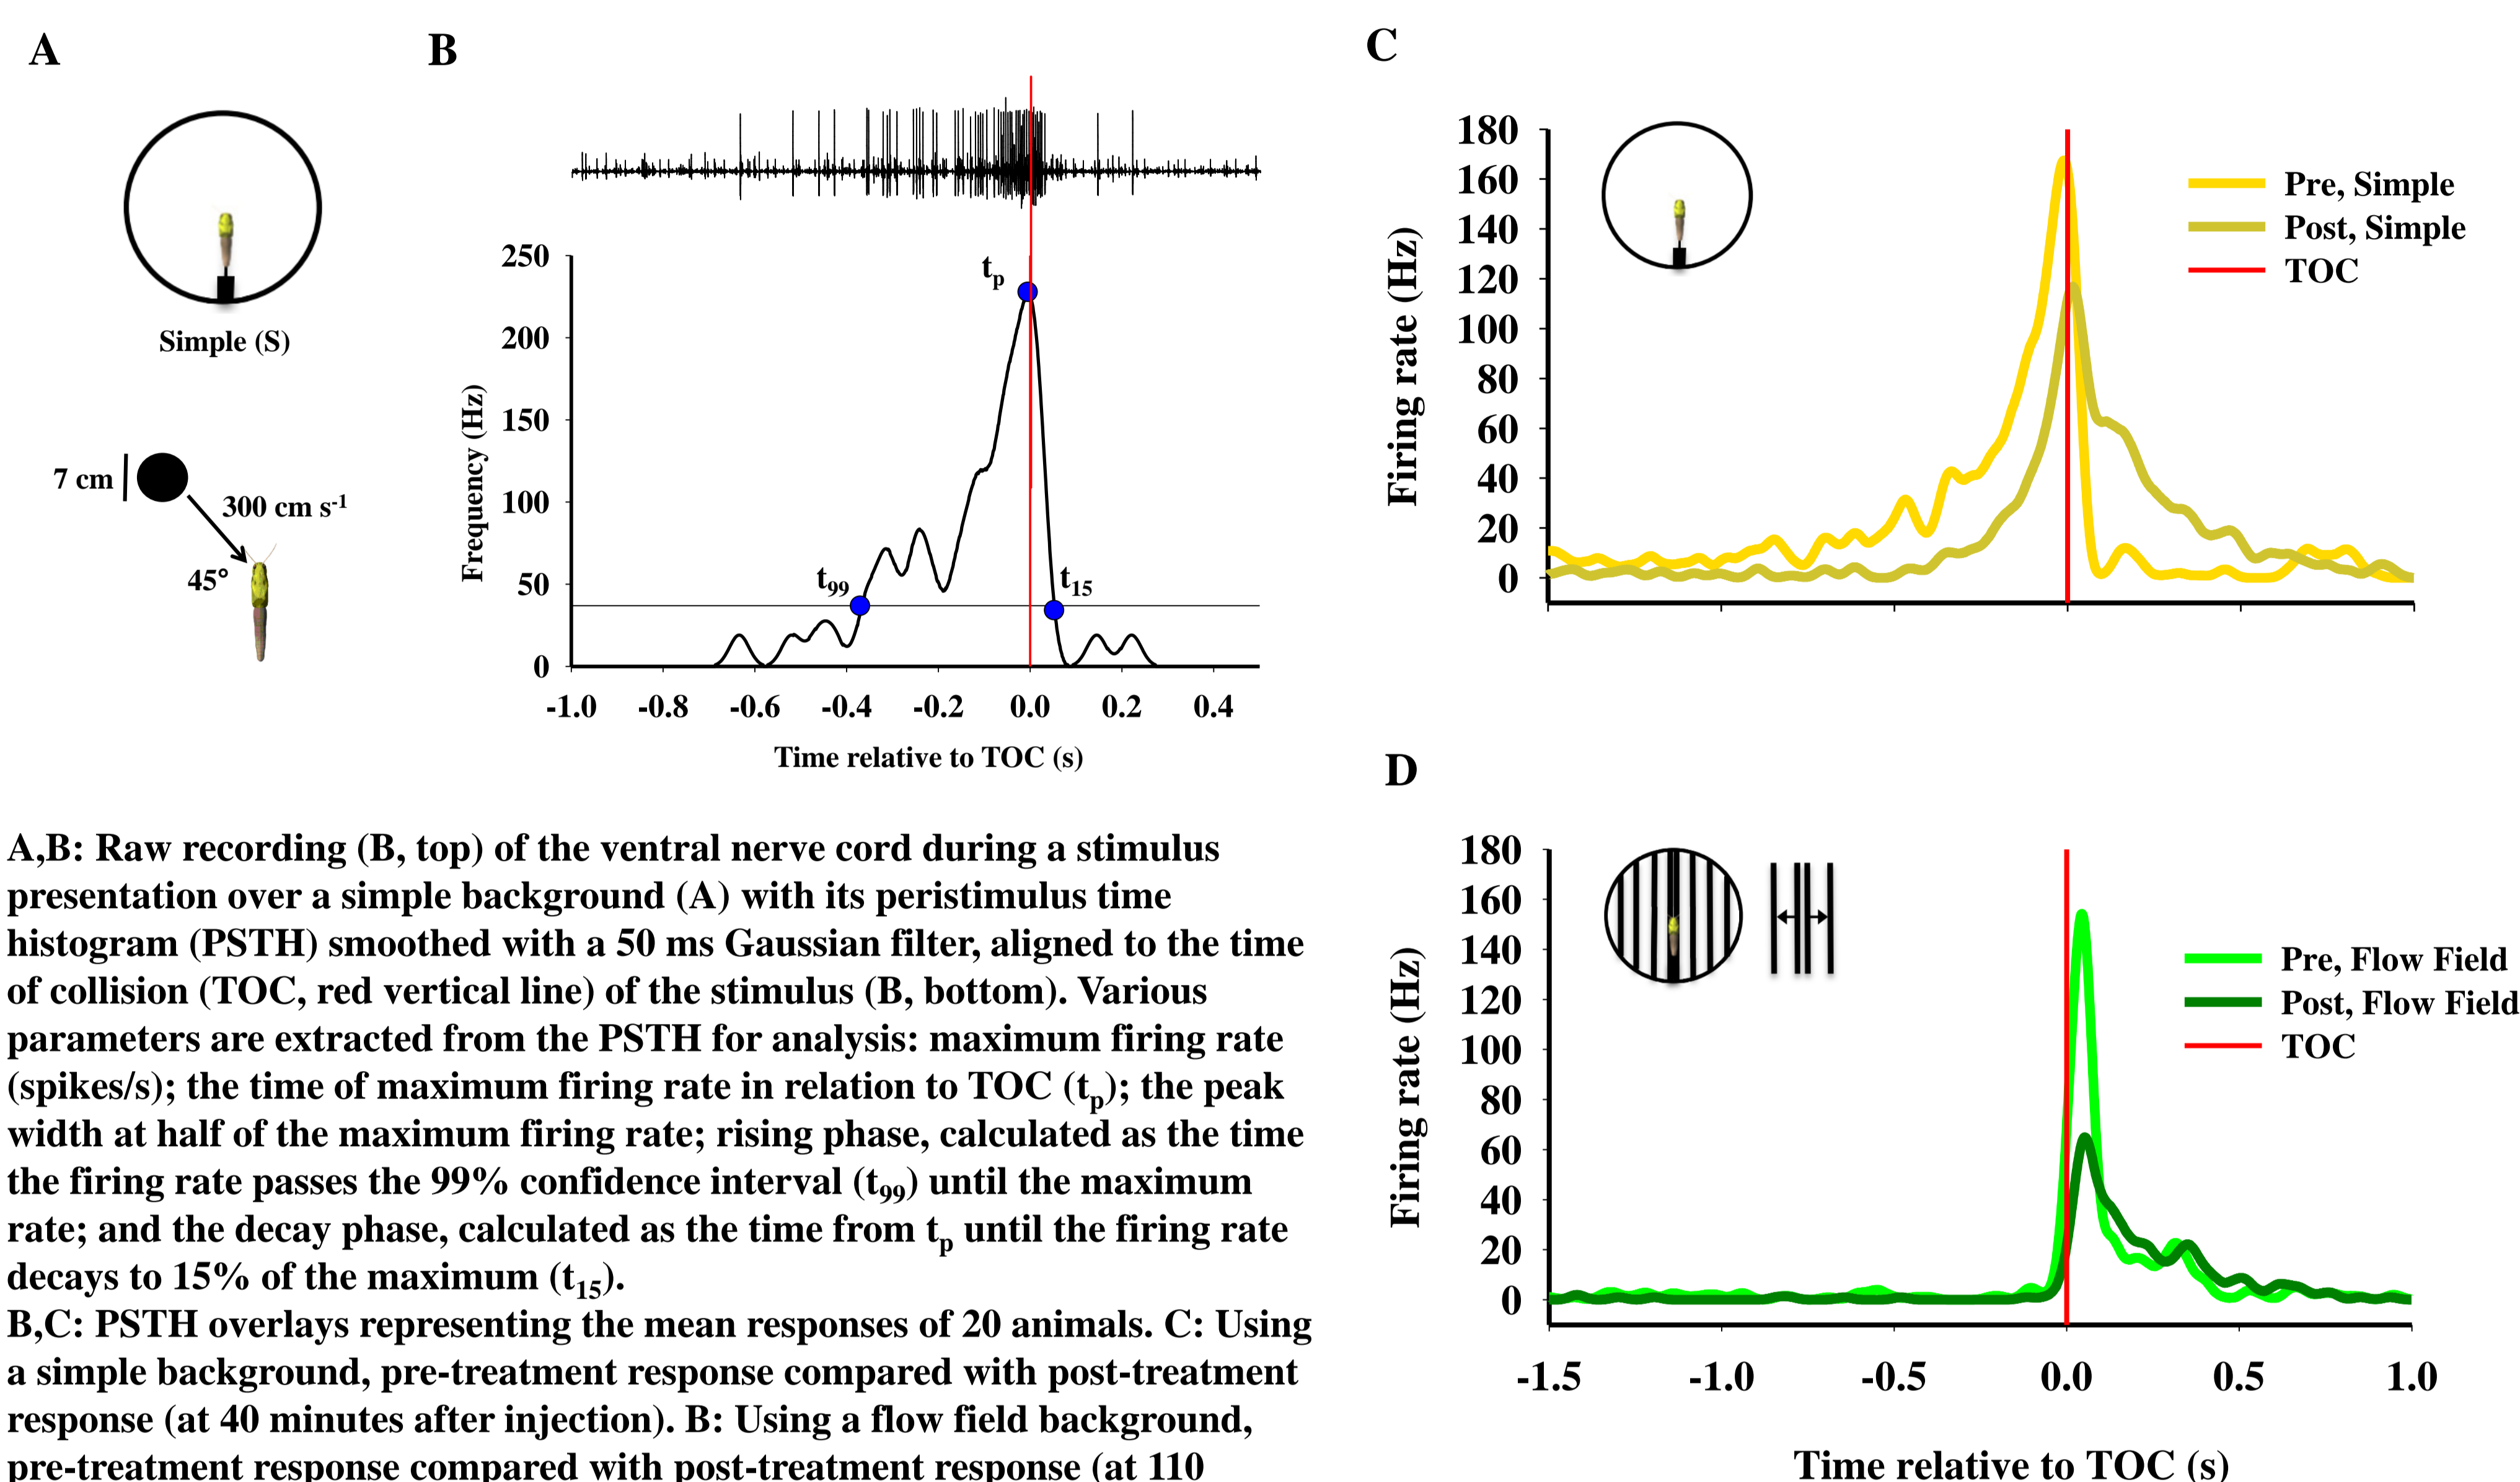 A
Simple (S)
7 cm
300 cm s-1
45°
B
250
200
150
100
50
0
Frequency (Hz)
tp
t99
t15
-1.0 -0.8 -0.6 -0.4 -0.2 0.0 0.2 0.4
Time relative to TOC (s)
C
180
160
140
120
100
80
60
40
20
0
Firing rate (Hz)
Pre, Simple
Post, Simple
TOC
D
180
160
140
120
100
80
60
40
20
0
Firing rate (Hz)
Pre, Flow Field
Post, Flow Field
TOC
-1.5 -1.0 -0.5 0.0 0.5 1.0
Time relative to TOC (s)
A,B: Raw recording (B, top) of the ventral nerve cord during a stimulus
presentation over a simple background (A) with its peristimulus time
histogram (PSTH) smoothed with a 50 ms Gaussian filter, aligned to the time
of collision (TOC, red vertical line) of the stimulus (B, bottom). Various
parameters are extracted from the PSTH for analysis: maximum firing rate
(spikes/s); the time of maximum firing rate in relation to TOC (tp); the peak
width at half of the maximum firing rate; rising phase, calculated as the time
the firing rate passes the 99% confidence interval (t99) until the maximum
rate; and the decay phase, calculated as the time from tp until the firing rate
decays to 15% of the maximum (t15).
B,C: PSTH overlays representing the mean responses of 20 animals. C: Using
a simple background, pre-treatment response compared with post-treatment
response (at 40 minutes after injection). B: Using a flow field background,
pre-treatment response compared with post-treatment response (at 110